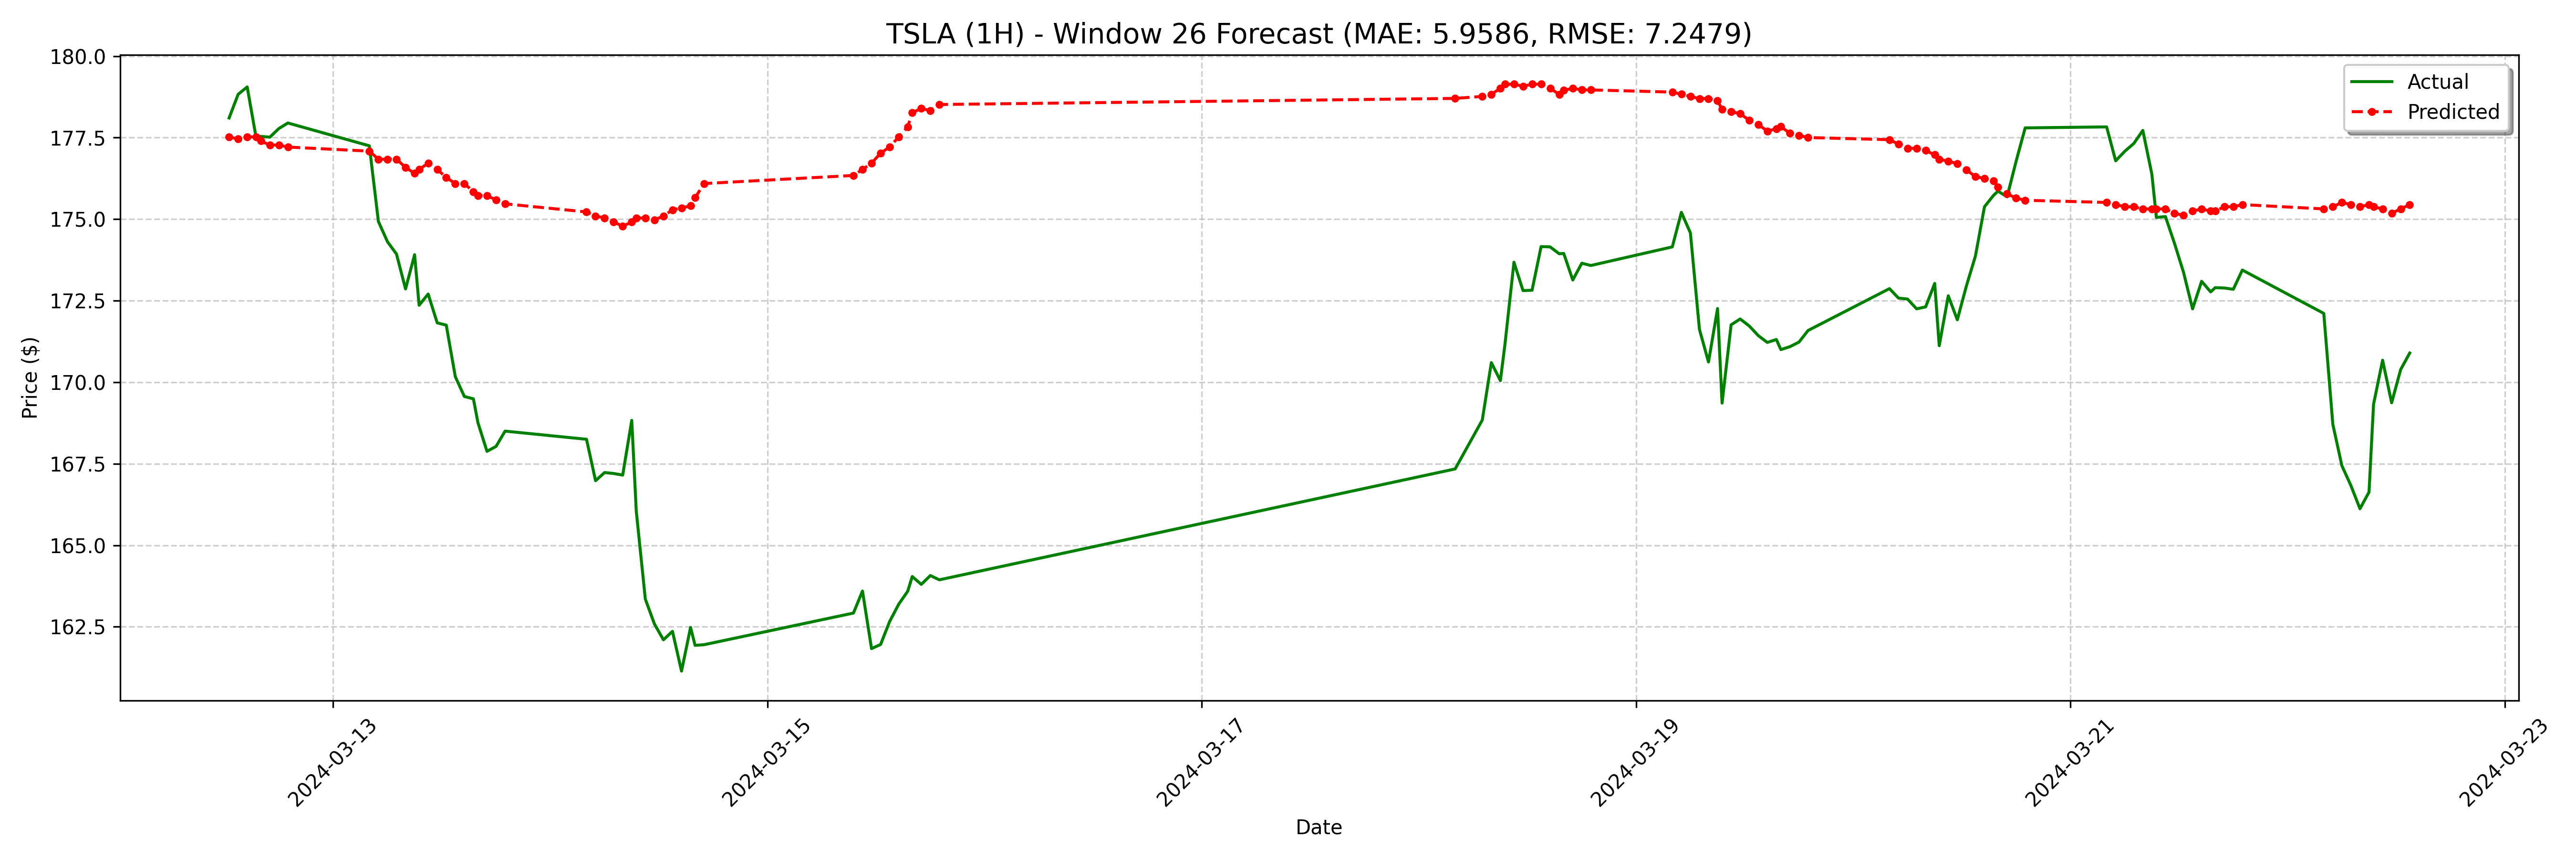 TSLA (1H) - Window 26 Forecast (MAE: 5.9586, RMSE: 7.2479)
Actual
Predicted
Price ($)
180.0
177.5
175.0
172.5
170.0
167.5
165.0
162.5
2024-03-13
2024-03-15
2024-03-17
2024-03-19
2024-03-21
2024-03-23
Date